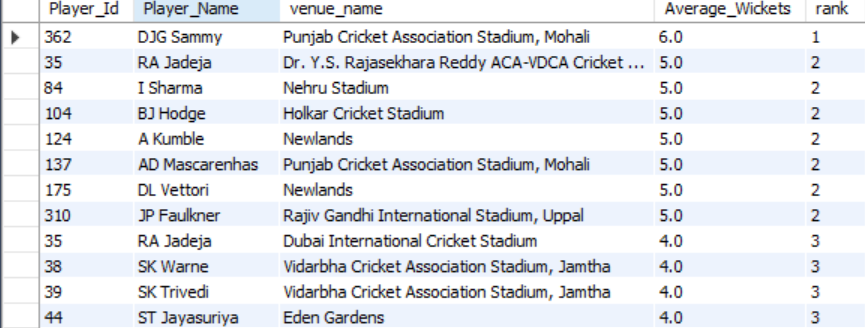 Player_Id Player_Name venue_name Average_Wickets rank
362 DJG Sammy Punjab Cricket Association Stadium, Mohali 6.0 1
35 RA Jadeja Dr. Y.S. Rajasekhara Reddy ACA-VDCA Cricket ... 5.0 2
84 I Sharma Nehru Stadium 5.0 2
104 BJ Hodge Holkar Cricket Stadium 5.0 2
124 A Kumble Newlands 5.0 2
137 AD Mascarenhas Punjab Cricket Association Stadium, Mohali 5.0 2
175 DL Vettori Newlands 5.0 2
310 JP Faulkner Rajiv Gandhi International Stadium, Uppal 5.0 2
35 RA Jadeja Dubai International Cricket Stadium 4.0 3
38 SK Warne Vidarbha Cricket Association Stadium, Jamtha 4.0 3
39 SK Trivedi Vidarbha Cricket Association Stadium, Jamtha 4.0 3
44 ST Jayasuriya Eden Gardens 4.0 3